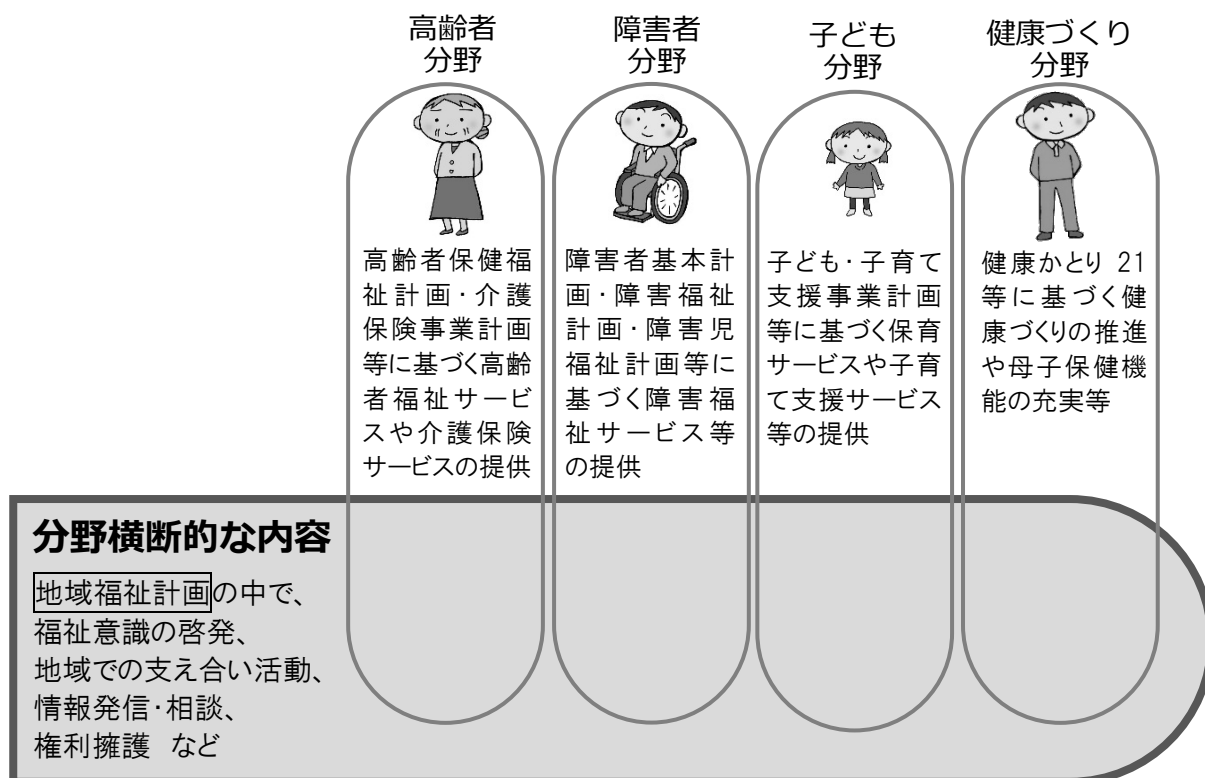 高齢者
分野
高齢者保健福
祉計画・介護
保険事業計画
等に基づく高齢
者福祉サービ
スや介護保険
サービスの提供
障害者
分野
障害者基本計
画・障害福祉
計画・障害児
福祉計画等に
基づく障害福
祉サービス等
の提供
子ども
分野
子ども・子育て
支援事業計画
等に基づく保育
サービスや子育
て支援サービス
等の提供
健康づくり
分野
健康かとり 21
等に基づく健
康づくりの推進
や母子保健機
能の充実等
分野横断的な内容
地域福祉計画の中で、
福祉意識の啓発、
地域での支え合い活動、
情報発信・相談、
権利擁護　など